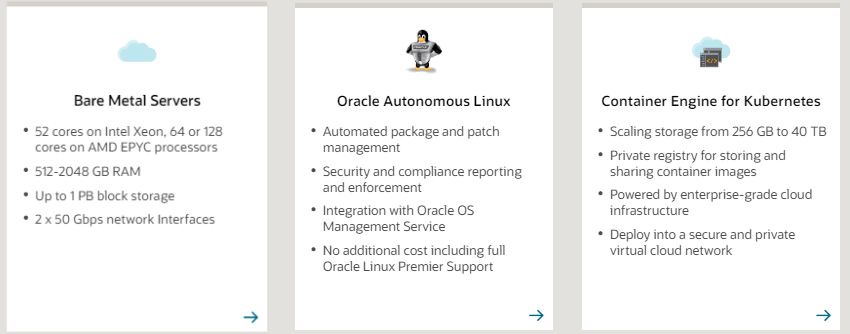 Bare Metal Servers
• 52 cores on Intel Xeon, 64 or 128
cores on AMD EPYC processors
• 512-2048 GB RAM
• Up to 1 PB block storage
• 2 x 50 Gbps network Interfaces
Oracle Autonomous Linux
• Automated package and patch
management
• Security and compliance reporting
and enforcement
• Integration with Oracle OS
Management Service
• No additional cost including full
Oracle Linux Premier Support
Container Engine for Kubernetes
• Scaling storage from 256 GB to 40 TB
• Private registry for storing and
sharing container images
• Powered by enterprise-grade cloud
infrastructure
• Deploy into a secure and private
virtual cloud network